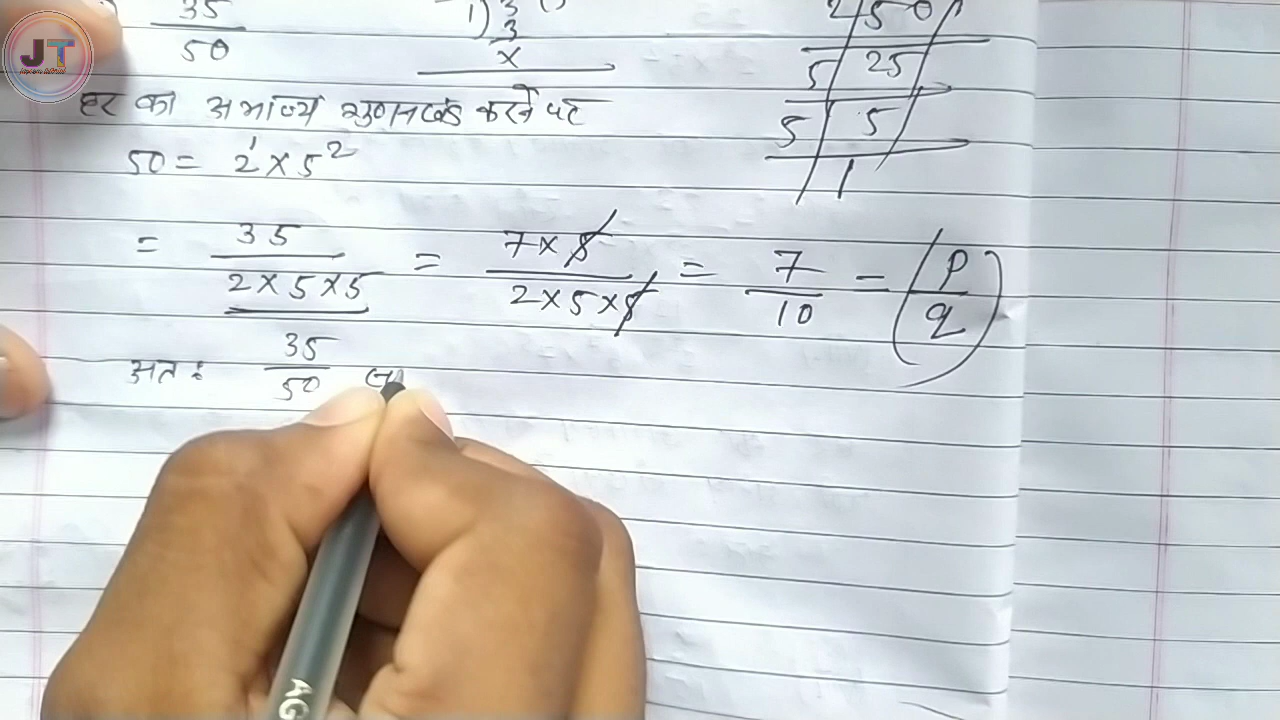 JT
35/50
1) 3
3
x
2 50
5 25
5 5
1
हर का अभाज्य गुणनखंड करने पर
50 = 2¹ × 5²
= 35/(2×5×5) = (7×5)/(2×5×5) = 7/10 = (p/q)
अत: 35/50
AG